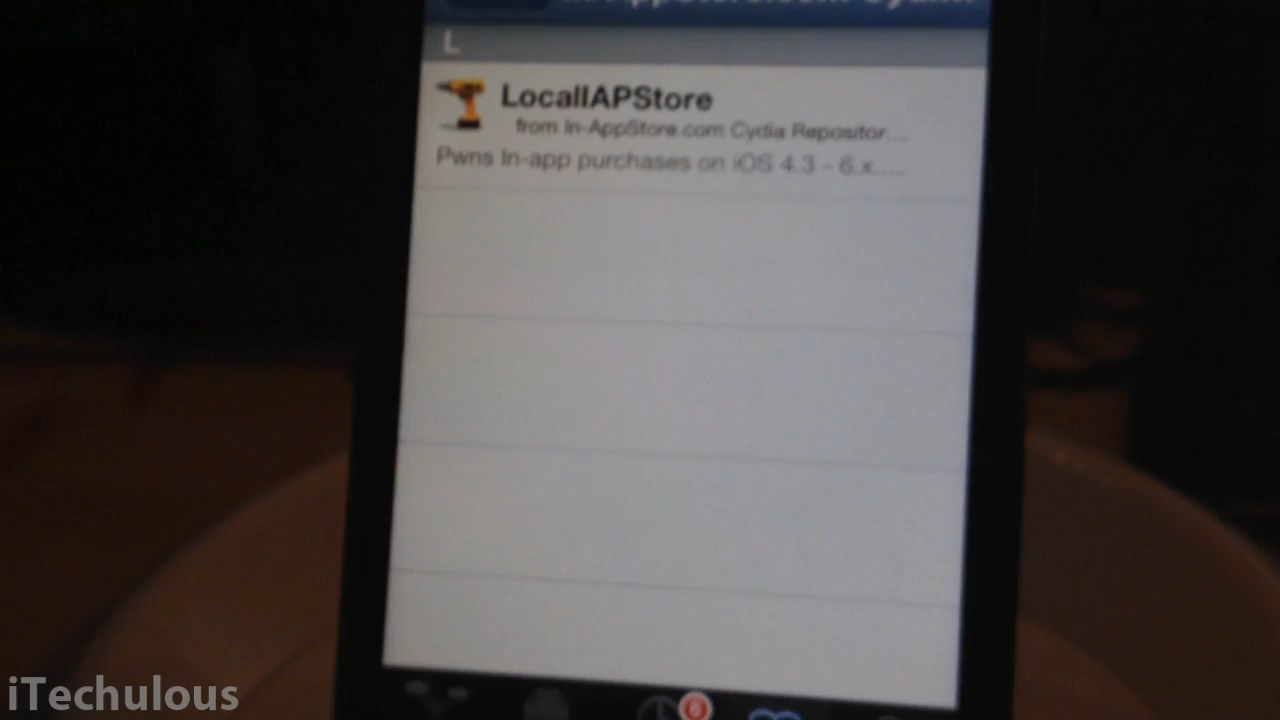 L
LocalIAPStore
from In-AppStore.com Cydia Repositor...
Pwns In-app purchases on iOS 4.3 - 6.x....
iTechulous